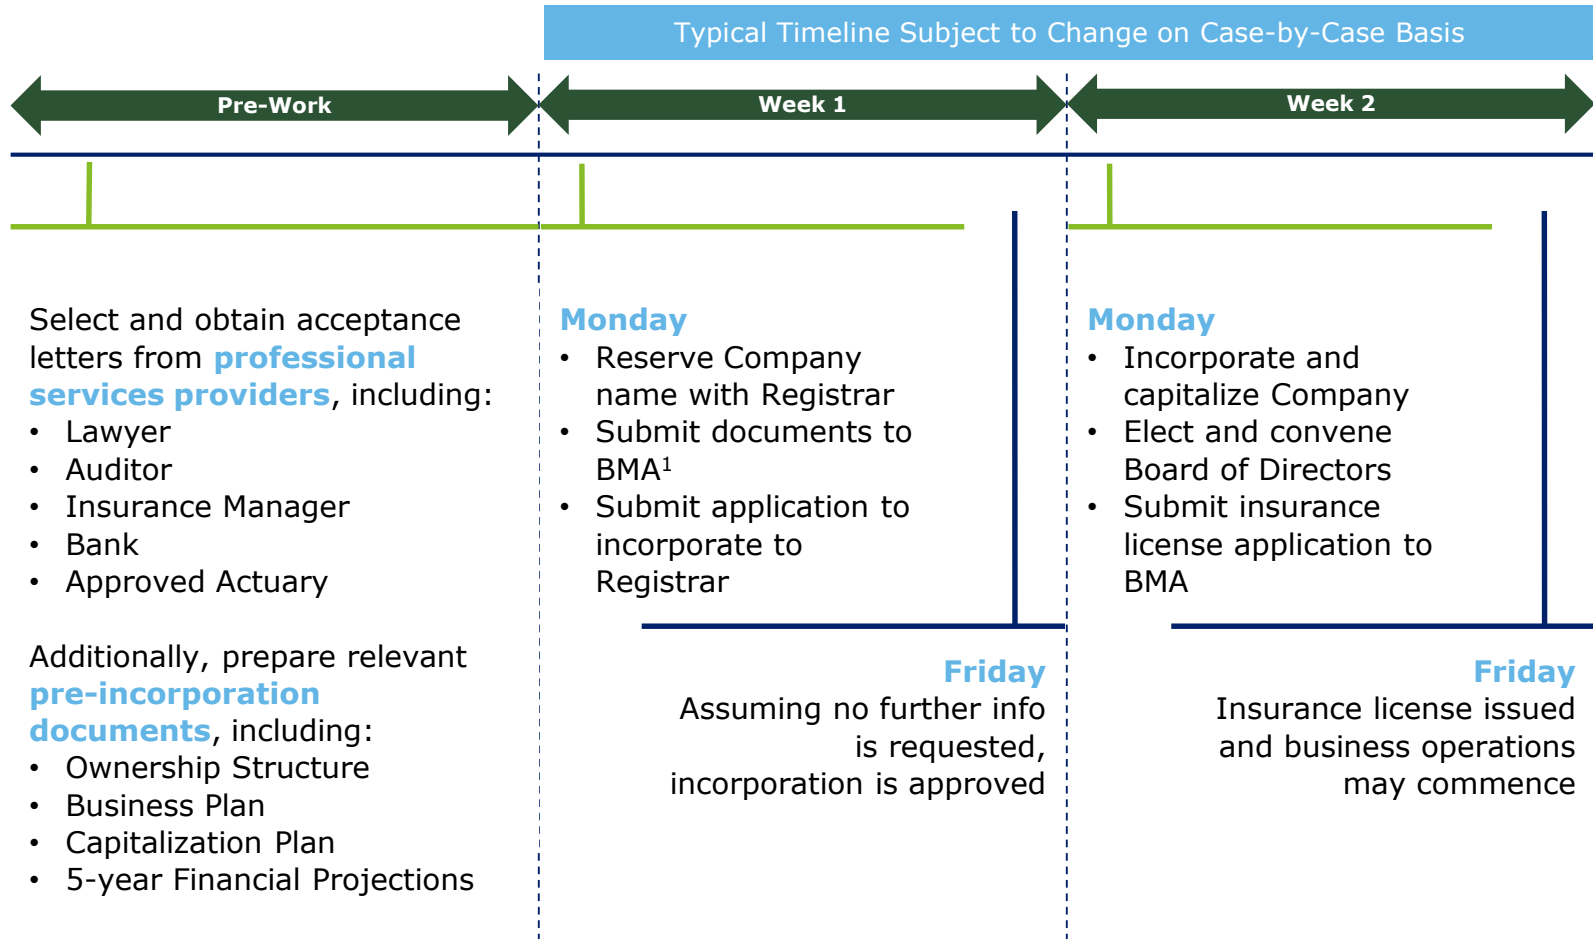 Typical Timeline Subject to Change on Case-by-Case Basis
Pre-Work
Week 1
Week 2
Select and obtain acceptance
letters from professional
services providers, including:
• Lawyer
• Auditor
• Insurance Manager
• Bank
• Approved Actuary
Additionally, prepare relevant
pre-incorporation
documents, including:
• Ownership Structure
• Business Plan
• Capitalization Plan
• 5-year Financial Projections
Monday
• Reserve Company
name with Registrar
• Submit documents to
BMA¹
• Submit application to
incorporate to
Registrar
Friday
Assuming no further info
is requested,
incorporation is approved
Monday
• Incorporate and
capitalize Company
• Elect and convene
Board of Directors
• Submit insurance
license application to
BMA
Friday
Insurance license issued
and business operations
may commence